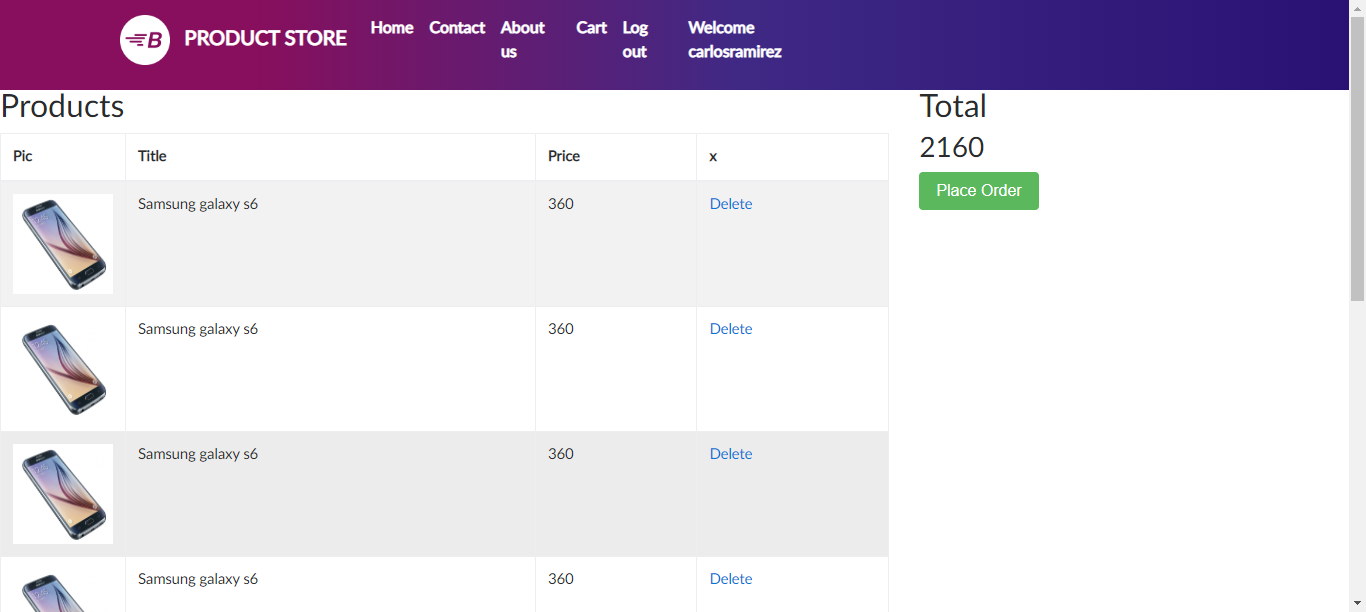 B PRODUCT STORE Home Contact About us Cart Log out Welcome carlosramirez
Products
Total
2160
Place Order
Pic Title Price x
Samsung galaxy s6 360 Delete
Samsung galaxy s6 360 Delete
Samsung galaxy s6 360 Delete
Samsung galaxy s6 360 Delete